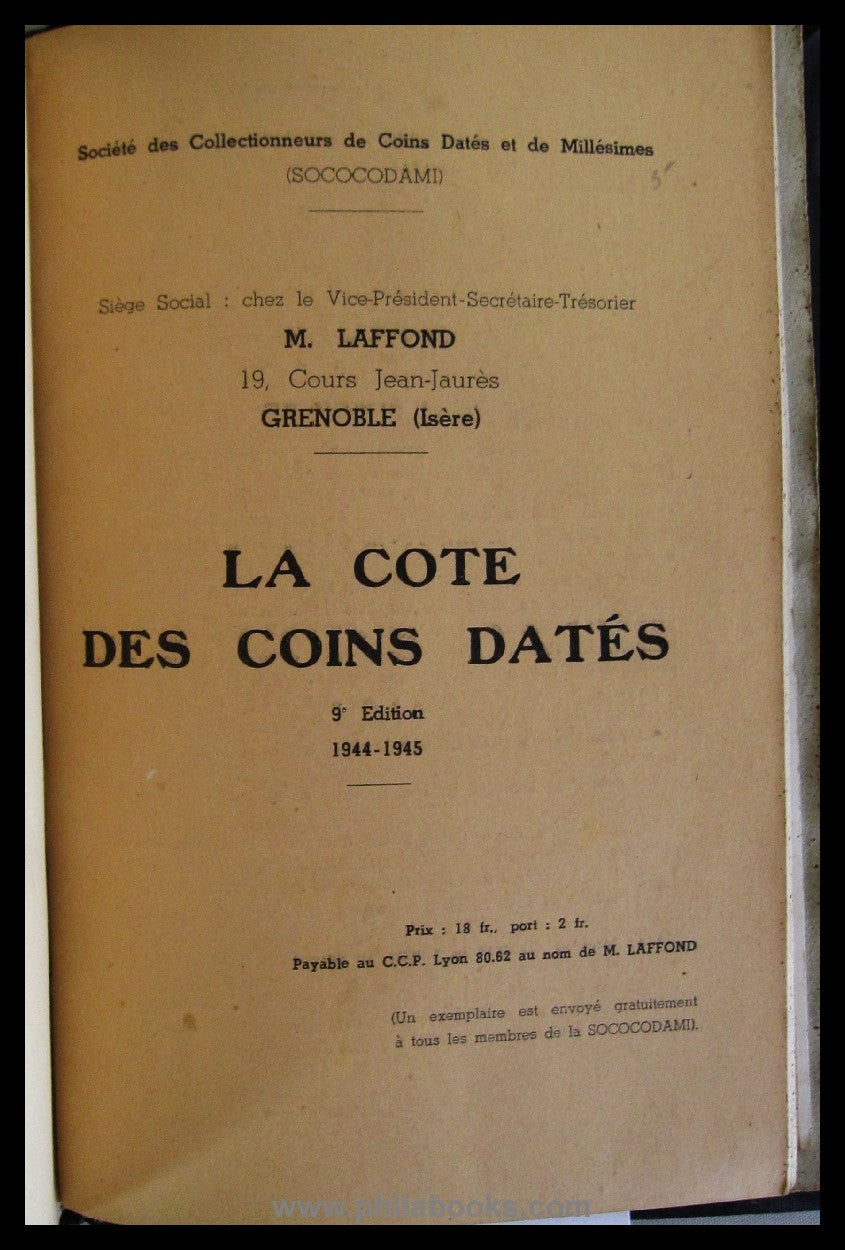 Société des Collectionneurs de Coins Datés et de Millésimes
(SOCOCODAMI)
Siège Social : chez le Vice-Président-Secrétaire-Trésorier
M. LAFFOND
19, Cours Jean-Jaurès
GRENOBLE (Isère)
LA COTE
DES COINS DATÉS
9° Edition
1944-1945
Prix : 18 fr., port : 2 fr.
Payable au C.C.P. Lyon 80.62 au nom de M. LAFFOND
(Un exemplaire est envoyé gratuitement
à tous les membres de la SOCOCODAMI).
www.philabooks.com